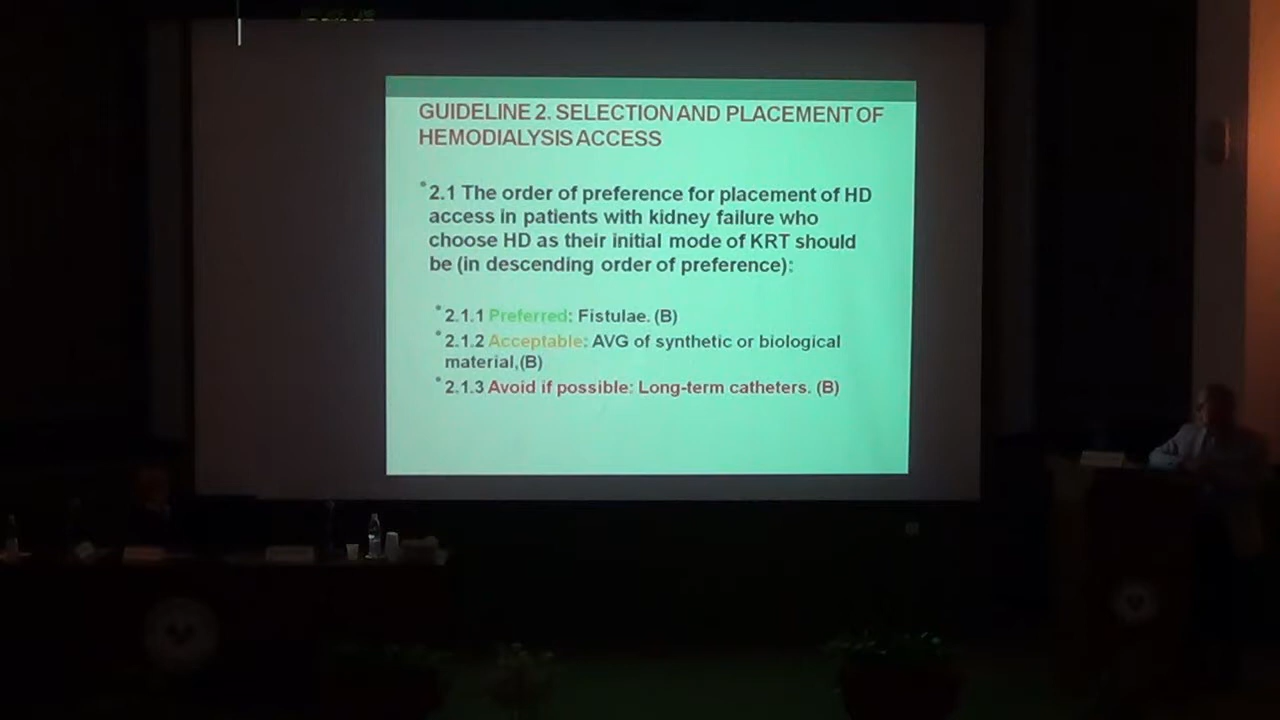 GUIDELINE 2. SELECTION AND PLACEMENT OF
HEMODIALYSIS ACCESS
* 2.1 The order of preference for placement of HD
access in patients with kidney failure who
choose HD as their initial mode of KRT should
be (in descending order of preference):
* 2.1.1 Preferred: Fistulae. (B)
* 2.1.2 Acceptable: AVG of synthetic or biological
material,(B)
* 2.1.3 Avoid if possible: Long-term catheters. (B)